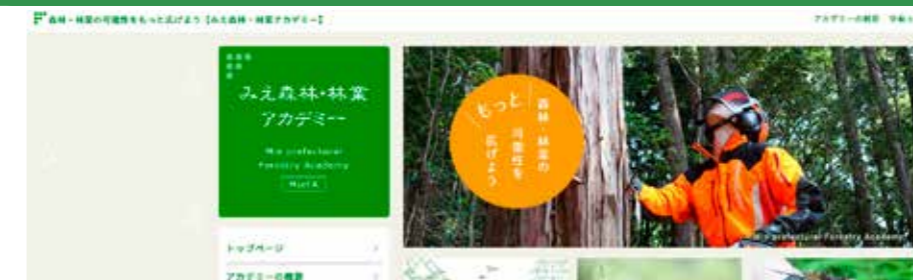 森林・林業の可能性をもっと広げよう【みえ森林・林業アカデミー】
アカデミーの概要
みえ森林・林業
アカデミー
Mie prefectural
Forestry Academy
もっと
森林・林業の
可能性を
広げよう
Mie prefectural Forestry Academy
トップページ
アカデミーの概要